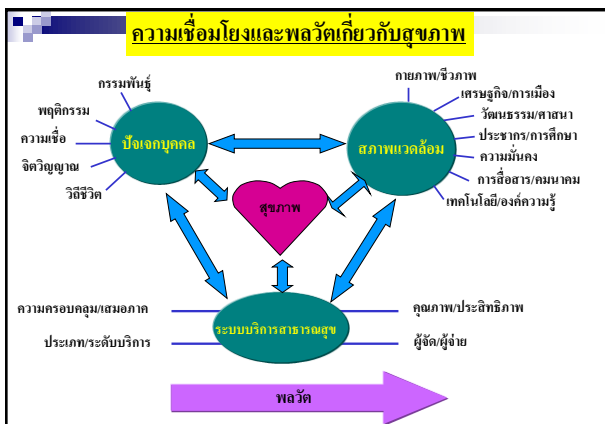 ความเชื่อมโยงและพลวัตเกี่ยวกับสุขภาพ
กรรมพันธุ์
พฤติกรรม
ความเชื่อ
จิตวิญญาณ
วิถีชีวิต
ปัจเจกบุคคล
กายภาพ/ชีวภาพ
เศรษฐกิจ/การเมือง
วัฒนธรรม/ศาสนา
ประชากร/การศึกษา
ความมั่นคง
การสื่อสาร/คมนาคม
เทคโนโลยี/องค์ความรู้
สภาพแวดล้อม
สุขภาพ
ความครอบคลุม/เสมอภาค
ประเภท/ระดับบริการ
ระบบบริการสาธารณสุข
คุณภาพ/ประสิทธิภาพ
ผู้จัด/ผู้จ่าย
พลวัต